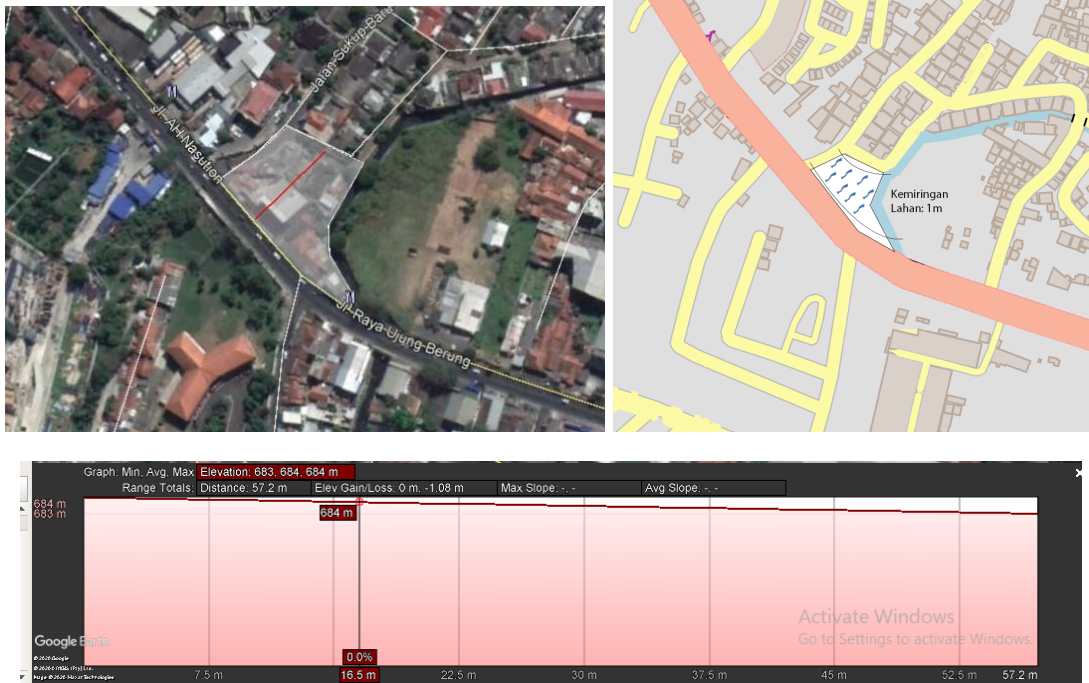 Jalan-Sukup-Baru
Jl.-AH-Nasution
Jl.-Raya-Ujung-Berung
Kemiringan
Lahan: 1m
Graph: Min, Avg, Max Elevation: 683, 684, 684 m
Range Totals: Distance: 57.2 m Elev Gain/Loss: 0 m, -1.08 m Max Slope: -, - Avg Slope: -, -
684 m
683 m
684 m
Activate Windows
Go to Settings to activate Windows.
Google Earth
0.0%
7.5 m 16.5 m 22.5 m 30 m 37.5 m 45 m 52.5 m 57.2 m